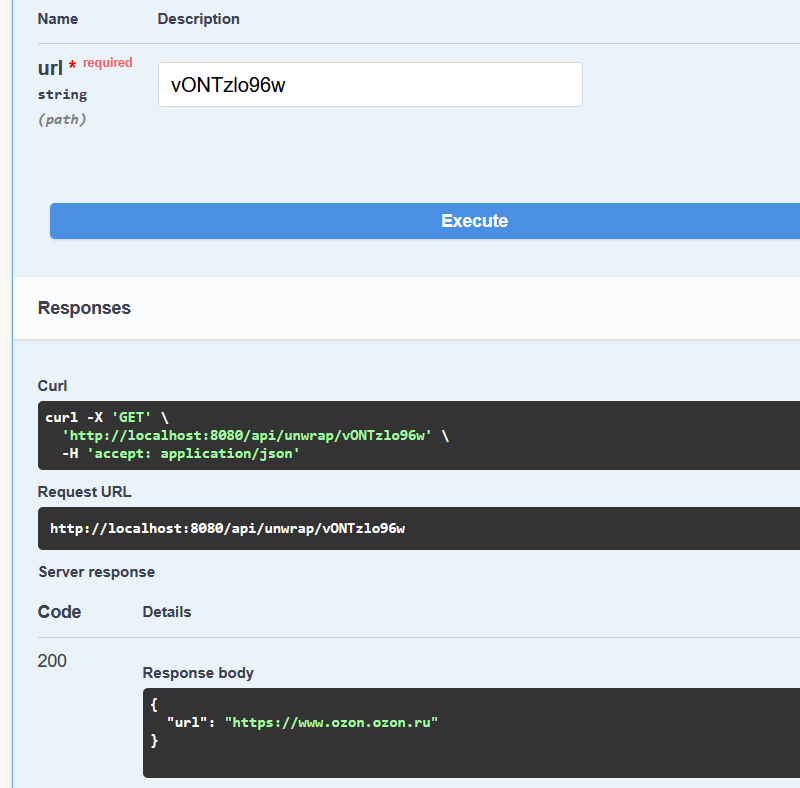 Name Description
url * required
vONTzlo96w
string
(path)
Execute
Responses
Curl
curl -X 'GET' \
'http://localhost:8080/api/unwrap/vONTzlo96w' \
-H 'accept: application/json'
Request URL
http://localhost:8080/api/unwrap/vONTzlo96w
Server response
Code Details
200
Response body
{
"url": "https://www.ozon.ozon.ru"
}